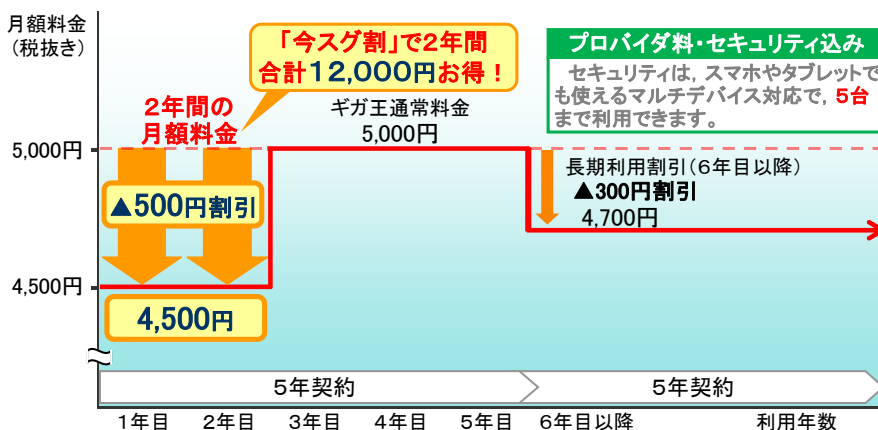 月額料金
（税抜き）
「今スグ割」で2年間
合計12,000円お得！
プロバイダ料・セキュリティ込み
セキュリティは，スマホやタブレットで
も使えるマルチデバイス対応で，5台
まで利用できます。
2年間の
月額料金
ギガ王通常料金
5,000円
5,000円
長期利用割引（6年目以降）
▲300円割引
4,700円
▲500円割引
4,500円
4,500円
5年契約
5年契約
1年目 2年目 3年目 4年目 5年目 6年目以降 利用年数